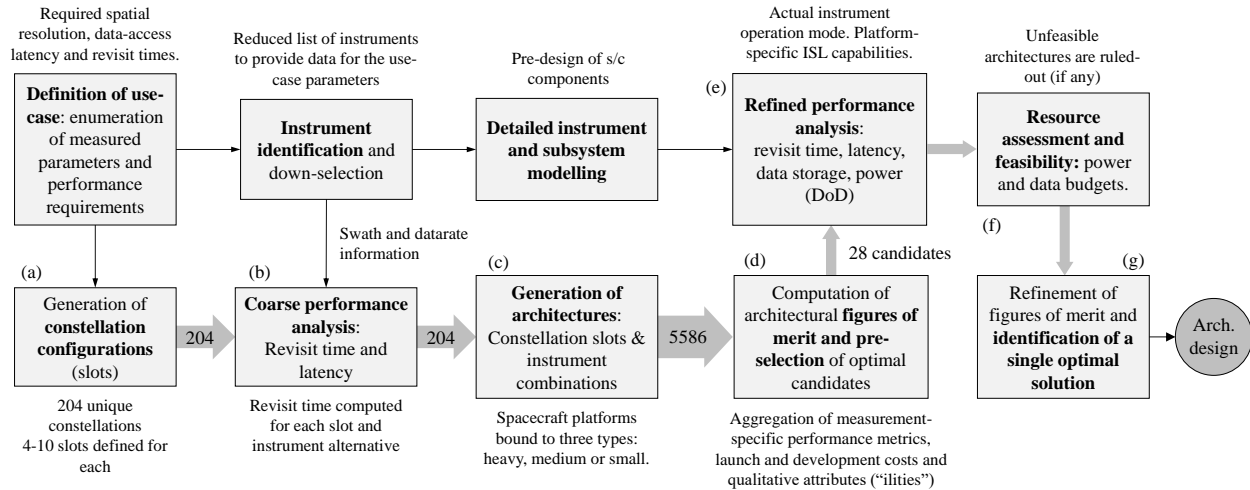 Required spatial
resolution, data-access
latency and revisit times.
Definition of use-
case: enumeration
of measured
parameters and
performance
requirements
Reduced list of instruments
to provide data for the use-
case parameters
Instrument
identification and
down-selection
Pre-design of s/c
components
Detailed instrument
and subsystem
modelling
Actual instrument
operation mode. Platform-
specific ISL capabilities.
(e)
Refined performance
analysis:
revisit time, latency,
data storage, power
(DoD)
Unfeasible
architectures are ruled-
out (if any)
Resource
assessment and
feasibility: power
and data budgets.
(f)
Swath and datarate
information
28 candidates
(a)
Generation of
constellation
configurations
(slots)
204
204 unique
constellations
4-10 slots defined for
each
(b)
Coarse performance
analysis:
Revisit time and
latency
204
Revisit time computed
for each slot and
instrument alternative
(c)
Generation of
architectures:
Constellation slots &
instrument
combinations
5586
Spacecraft platforms
bound to three types:
heavy, medium or small.
(d)
Computation of
architectural figures of
merit and pre-
selection of optimal
candidates
Aggregation of measurement-
specific performance metrics,
launch and development costs and
qualitative attributes (“ilities”)
(g)
Refinement of
figures of merit and
identification of a
single optimal
solution
Arch.
design